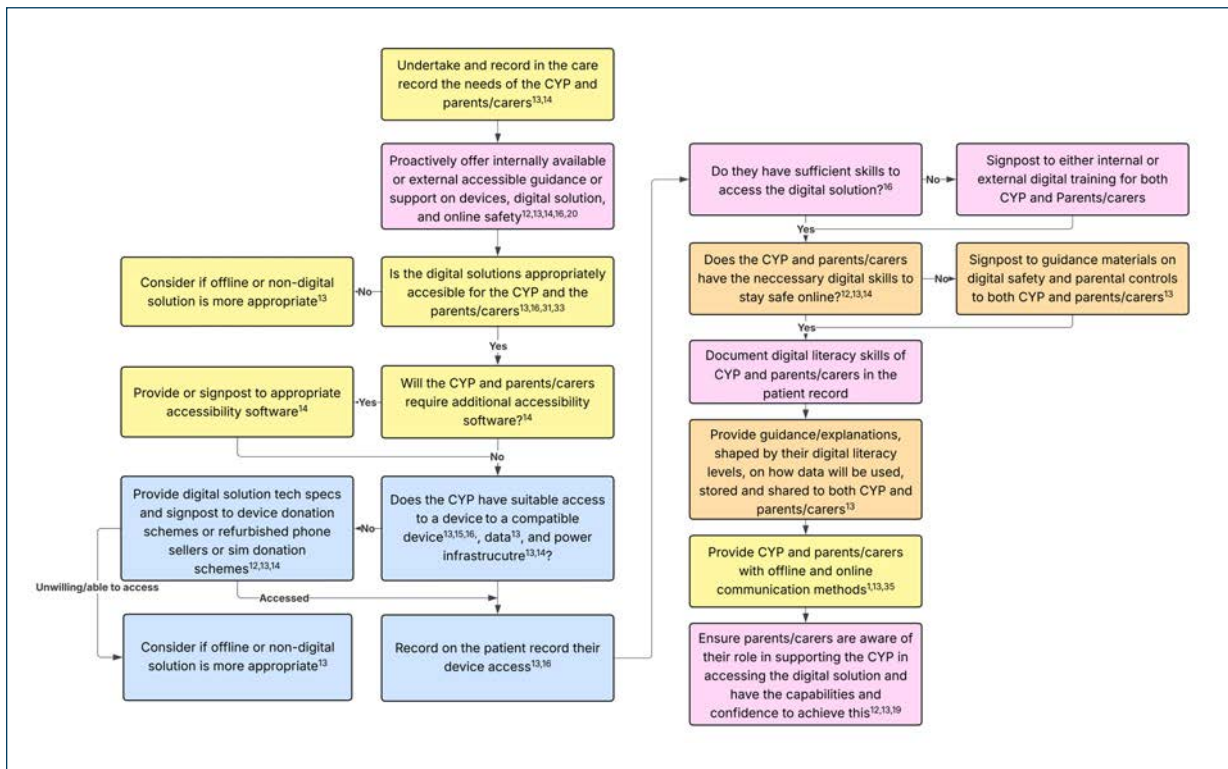 Undertake and record in the care
record the needs of the CYP and
parents/carers13,14
Proactively offer internally available
or external accessible guidance or
support on devices, digital solution,
and online safety12,13,14,16,20
Consider if offline or non-digital
solution is more appropriate13
No
Is the digital solutions appropriately
accesible for the CYP and the
parents/carers13,16,31,33
Yes
Provide or signpost to appropriate
accessibility software14
Yes
Will the CYP and parents/carers
require additional accessibility
software?14
No
Provide digital solution tech specs
and signpost to device donation
schemes or refurbished phone
sellers or sim donation
schemes12,13,14
No
Does the CYP have suitable access
to a device to a compatible
device13,15,16,, data13, and power
infrastrucutre13,14?
Unwilling/able to access
Accessed
Consider if offline or non-digital
solution is more appropriate13
Record on the patient record their
device access13,16
Do they have sufficient skills to
access the digital solution?16
No
Signpost to either internal or
external digital training for both
CYP and Parents/carers
Yes
Does the CYP and parents/carers
have the neccessary digital skills to
stay safe online?12,13,14
No
Signpost to guidance materials on
digital safety and parental controls
to both CYP and parents/carers13
Yes
Document digital literacy skills of
CYP and parents/carers in the
patient record
Provide guidance/explanations,
shaped by their digital literacy
levels, on how data will be used,
stored and shared to both CYP and
parents/carers13
Provide CYP and parents/carers
with offline and online
communication methods1,13,35
Ensure parents/carers are aware of
their role in supporting the CYP in
accessing the digital solution and
have the capabilities and
confidence to achieve this12,13,19